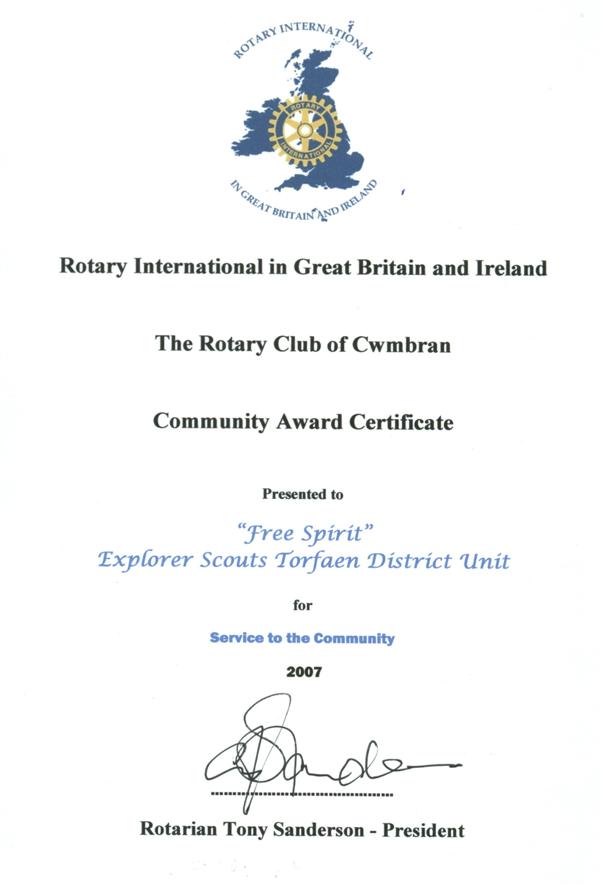 ROTARY INTERNATIONAL
ROTARY
INTERNATIONAL
IN GREAT BRITAIN AND IRELAND
Rotary International in Great Britain and Ireland
The Rotary Club of Cwmbran
Community Award Certificate
Presented to
“Free Spirit”
Explorer Scouts Torfaen District Unit
for
Service to the Community
2007
Rotarian Tony Sanderson - President